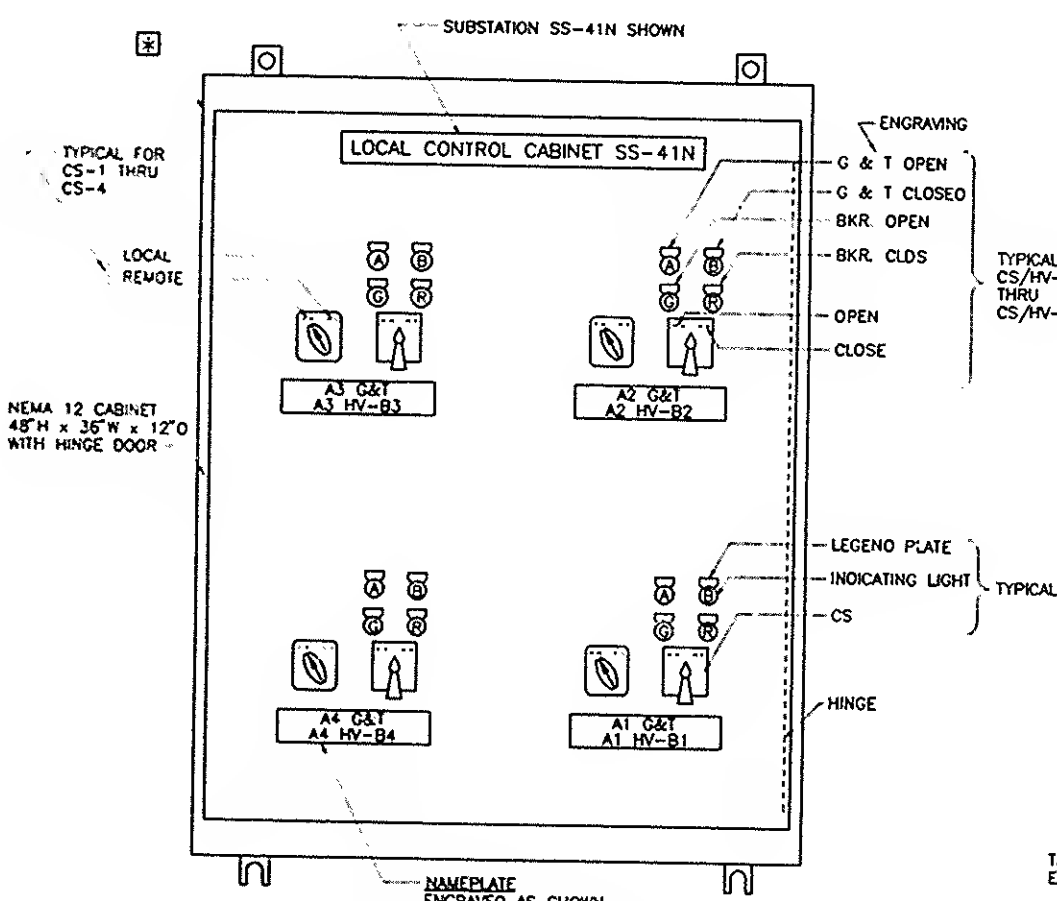 SUBSTATION SS-41N SHOWN
LOCAL CONTROL CABINET SS-41N
TYPICAL FOR
CS-1 THRU
CS-4
LOCAL
REMOTE
NEMA 12 CABINET
48"H x 36"W x 12"O
WITH HINGE DOOR
ENGRAVING
G & T OPEN
G & T CLOSEO
BKR. OPEN
BKR. CLDS
OPEN
CLOSE
TYPICAL
CS/HV-
THRU
CS/HV-
A B
G R
A3 G&T
A3 HV-B3
A B
G R
A2 G&T
A2 HV-B2
A B
G R
A4 G&T
A4 HV-B4
A B
G R
A1 G&T
A1 HV-B1
LEGENO PLATE
INOICATING LIGHT
TYPICAL
CS
HINGE
NAMEPLATE
ENGRAVED AS SHOWN